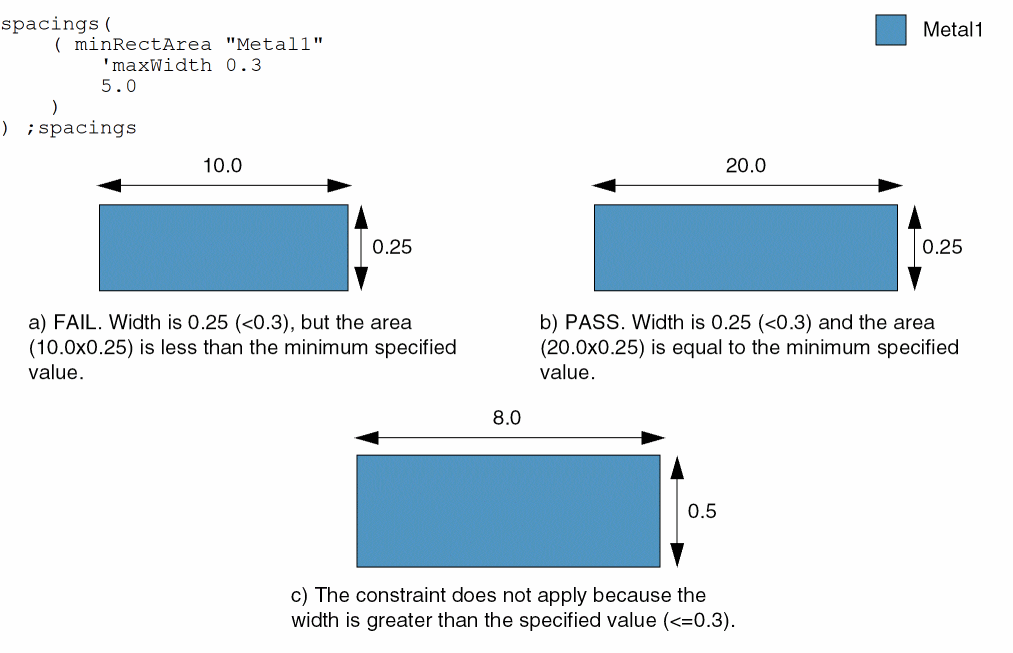 spacings(
( minRectArea "Metal1"
'maxWidth 0.3
5.0
)
) ;spacings
Metal1
10.0
0.25
20.0
0.25
a) FAIL. Width is 0.25 (<0.3), but the area
(10.0x0.25) is less than the minimum specified
value.
b) PASS. Width is 0.25 (<0.3) and the area
(20.0x0.25) is equal to the minimum specified
value.
8.0
0.5
c) The constraint does not apply because the
width is greater than the specified value (<=0.3).